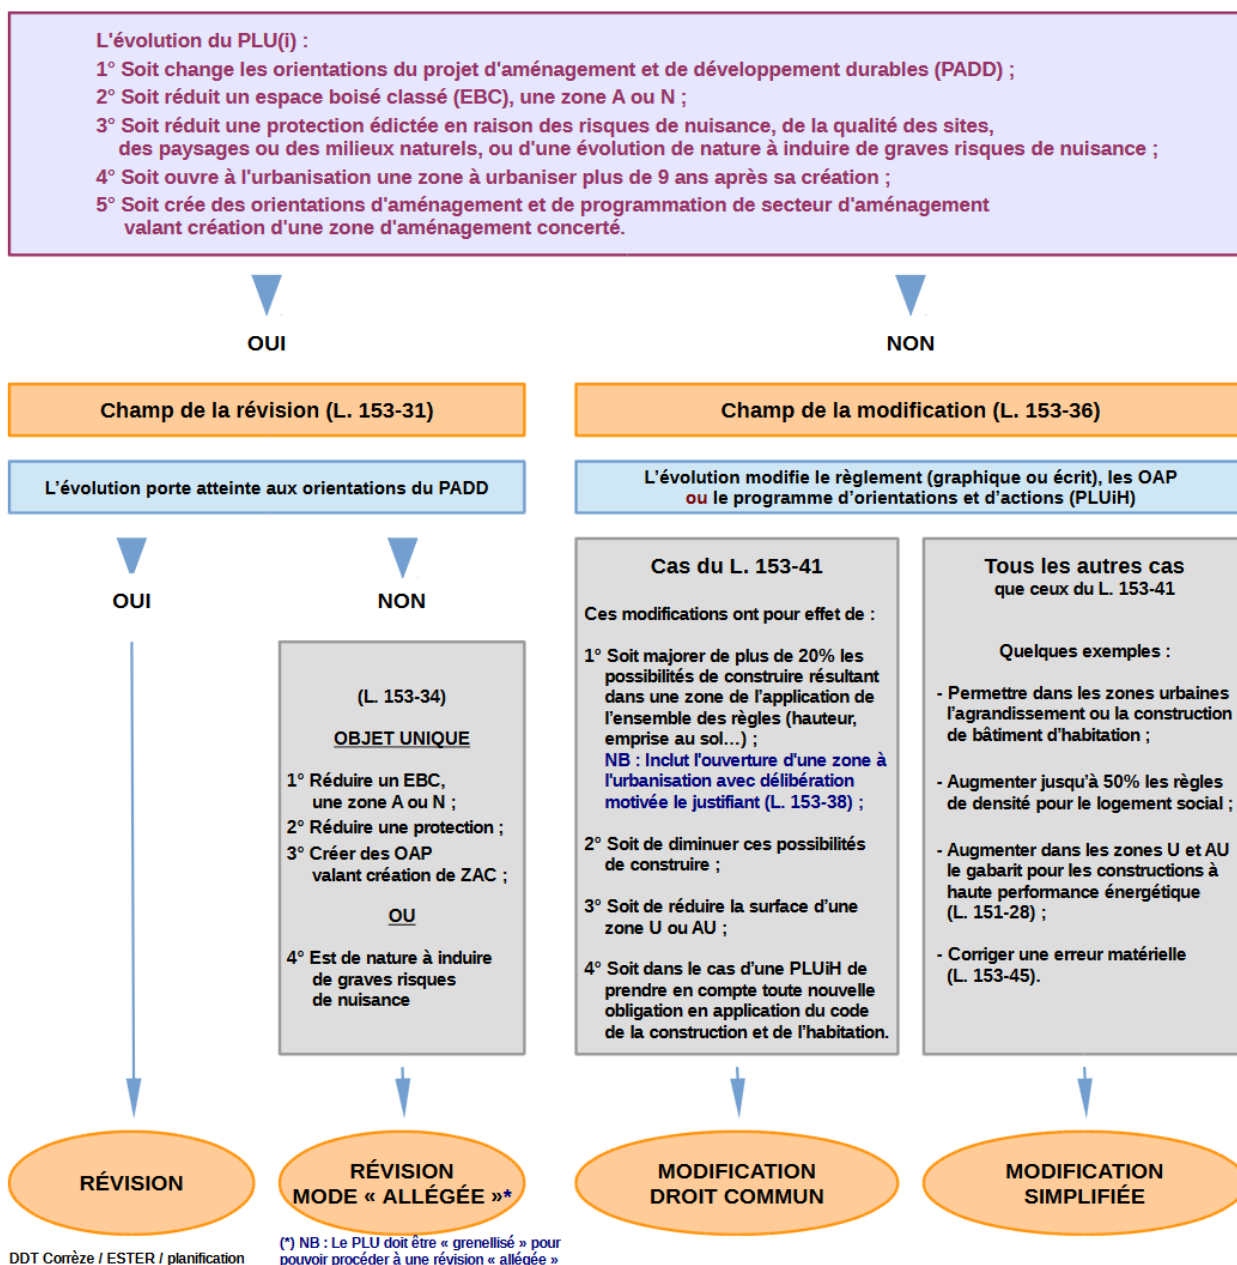 L'évolution du PLU(i) :
1° Soit change les orientations du projet d'aménagement et de développement durables (PADD) ;
2° Soit réduit un espace boisé classé (EBC), une zone A ou N ;
3° Soit réduit une protection édictée en raison des risques de nuisance, de la qualité des sites,
des paysages ou des milieux naturels, ou d'une évolution de nature à induire de graves risques de nuisance ;
4° Soit ouvre à l'urbanisation une zone à urbaniser plus de 9 ans après sa création ;
5° Soit crée des orientations d'aménagement et de programmation de secteur d'aménagement
valant création d'une zone d'aménagement concerté.
OUI
NON
Champ de la révision (L. 153-31)
Champ de la modification (L. 153-36)
L'évolution porte atteinte aux orientations du PADD
L'évolution modifie le règlement (graphique ou écrit), les OAP
ou le programme d'orientations et d'actions (PLUiH)
OUI
NON
(L. 153-34)
OBJET UNIQUE
1° Réduire un EBC,
une zone A ou N ;
2° Réduire une protection ;
3° Créer des OAP
valant création de ZAC ;
OU
4° Est de nature à induire
de graves risques
de nuisance
Cas du L. 153-41
Ces modifications ont pour effet de :
1° Soit majorer de plus de 20% les
possibilités de construire résultant
dans une zone de l'application de
l'ensemble des règles (hauteur,
emprise au sol…) ;
NB : Inclut l'ouverture d'une zone à
l'urbanisation avec délibération
motivée le justifiant (L. 153-38) ;
2° Soit de diminuer ces possibilités
de construire ;
3° Soit de réduire la surface d'une
zone U ou AU ;
4° Soit dans le cas d'une PLUiH de
prendre en compte toute nouvelle
obligation en application du code
de la construction et de l'habitation.
Tous les autres cas
que ceux du L. 153-41
Quelques exemples :
- Permettre dans les zones urbaines
l'agrandissement ou la construction
de bâtiment d'habitation ;
- Augmenter jusqu'à 50% les règles
de densité pour le logement social ;
- Augmenter dans les zones U et AU
le gabarit pour les constructions à
haute performance énergétique
(L. 151-28) ;
- Corriger une erreur matérielle
(L. 153-45).
RÉVISION
RÉVISION
MODE « ALLÉGÉE »*
MODIFICATION
DROIT COMMUN
MODIFICATION
SIMPLIFIÉE
DDT Corrèze / ESTER / planification
(*) NB : Le PLU doit être « grenellisé » pour
pouvoir procéder à une révision « allégée »